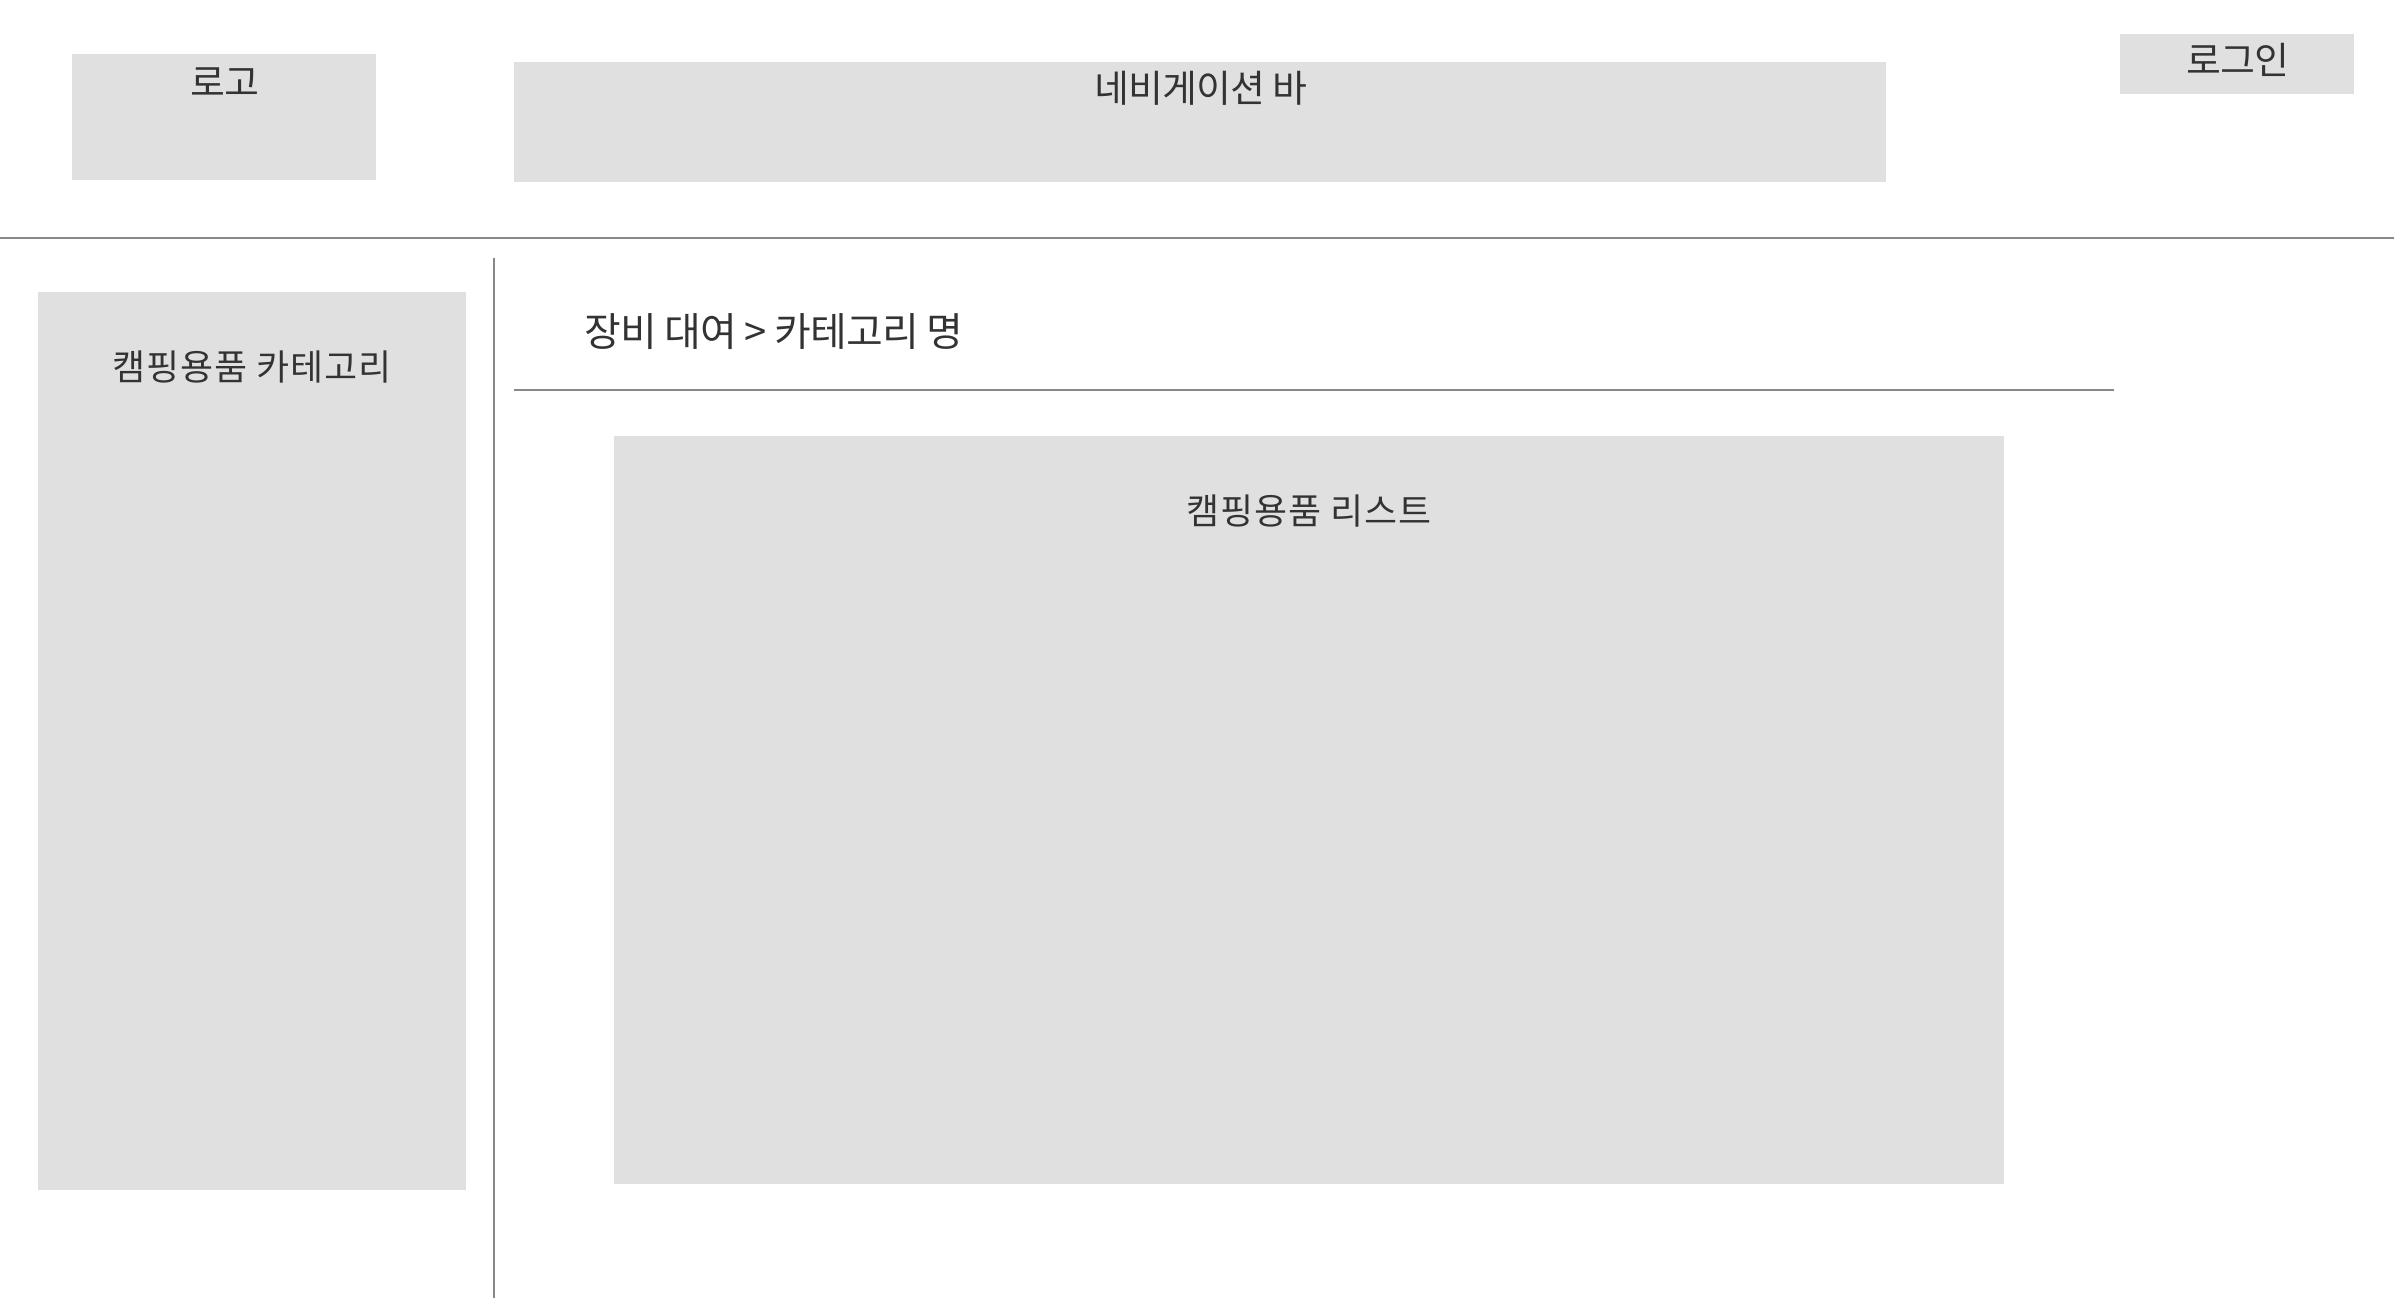 로고
네비게이션 바
로그인
캠핑용품 카테고리
장비 대여 > 카테고리 명
캠핑용품 리스트